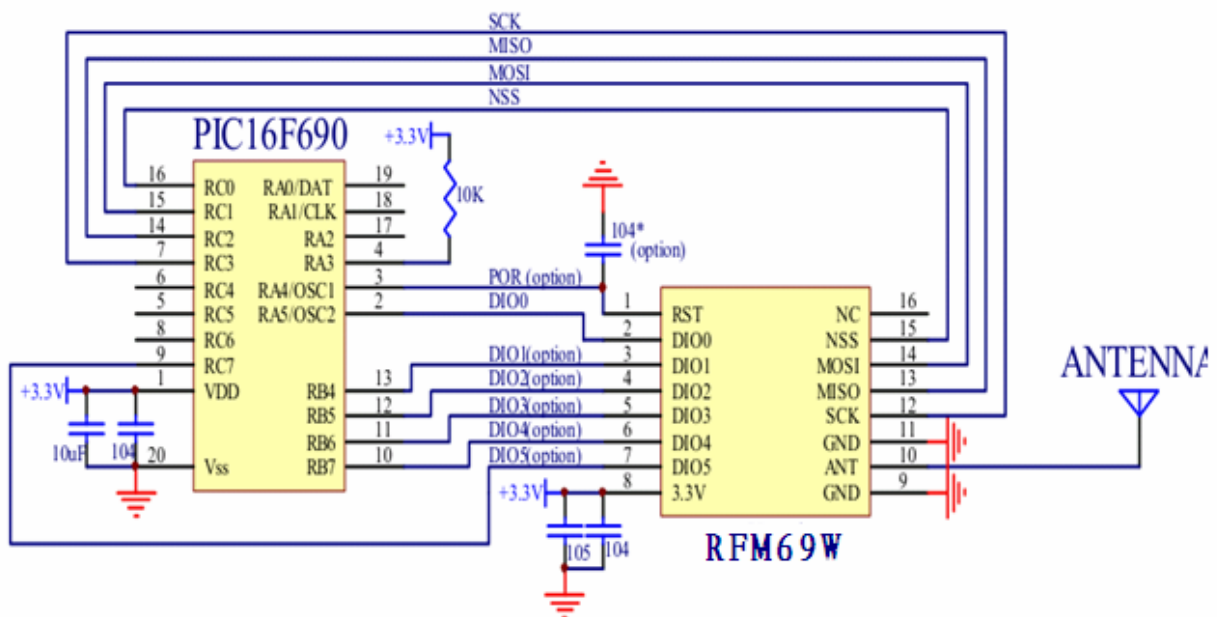 SCK
MISO
MOSI
NSS
PIC16F690
+3.3V
10K
16 RC0 RA0/DAT 19
15 RC1 RA1/CLK 18
14 RC2 RA2 17
7 RC3 RA3 4
6 RC4 RA4/OSC1 3
5 RC5 RA5/OSC2 2
8 RC6
9 RC7
1 VDD RB4 13
RB5 12
RB6 11
20 Vss RB7 10
+3.3V
10uF 104
104*
(option)
POR (option)
DIO0
DIO1(option)
DIO2(option)
DIO3(option)
DIO4(option)
DIO5(option)
+3.3V
105 104
1 RST NC 16
2 DIO0 NSS 15
3 DIO1 MOSI 14
4 DIO2 MISO 13
5 DIO3 SCK 12
6 DIO4 GND 11
7 DIO5 ANT 10
8 3.3V GND 9
RFM69W
ANTENNA